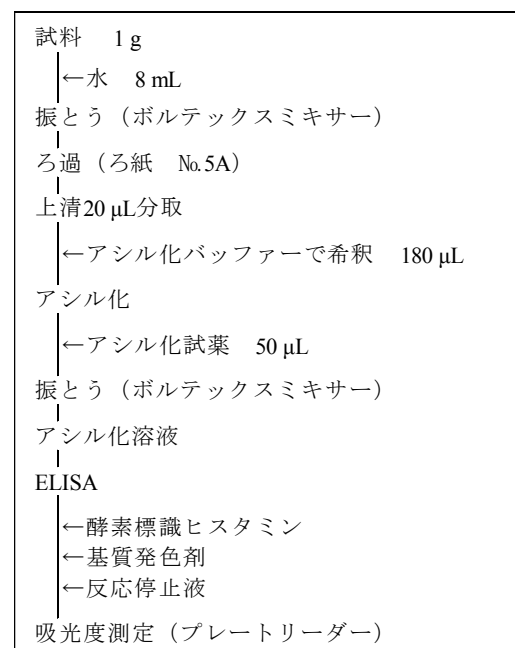 試料　1 g
←水　8 mL
振とう（ボルテックスミキサー）
ろ過（ろ紙　№5A）
上清20 μL分取
←アシル化バッファーで希釈　180 μL
アシル化
←アシル化試薬　50 μL
振とう（ボルテックスミキサー）
アシル化溶液
ELISA
←酵素標識ヒスタミン
←基質発色剤
←反応停止液
吸光度測定（プレートリーダー）